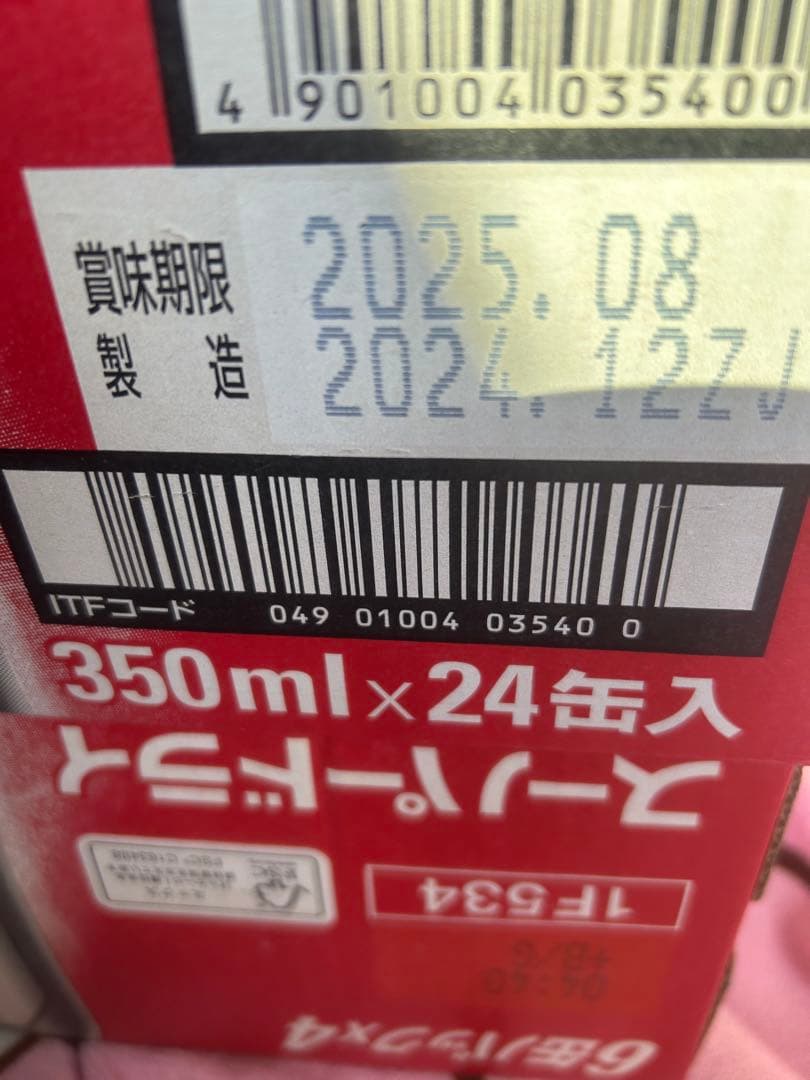 4 901004 035400
賞味期限 2025.08
製造 2024.12Z
ITFコード 049 01004 03540 0
350ml×24缶入
スーパードライ
1F534
6缶パック×4